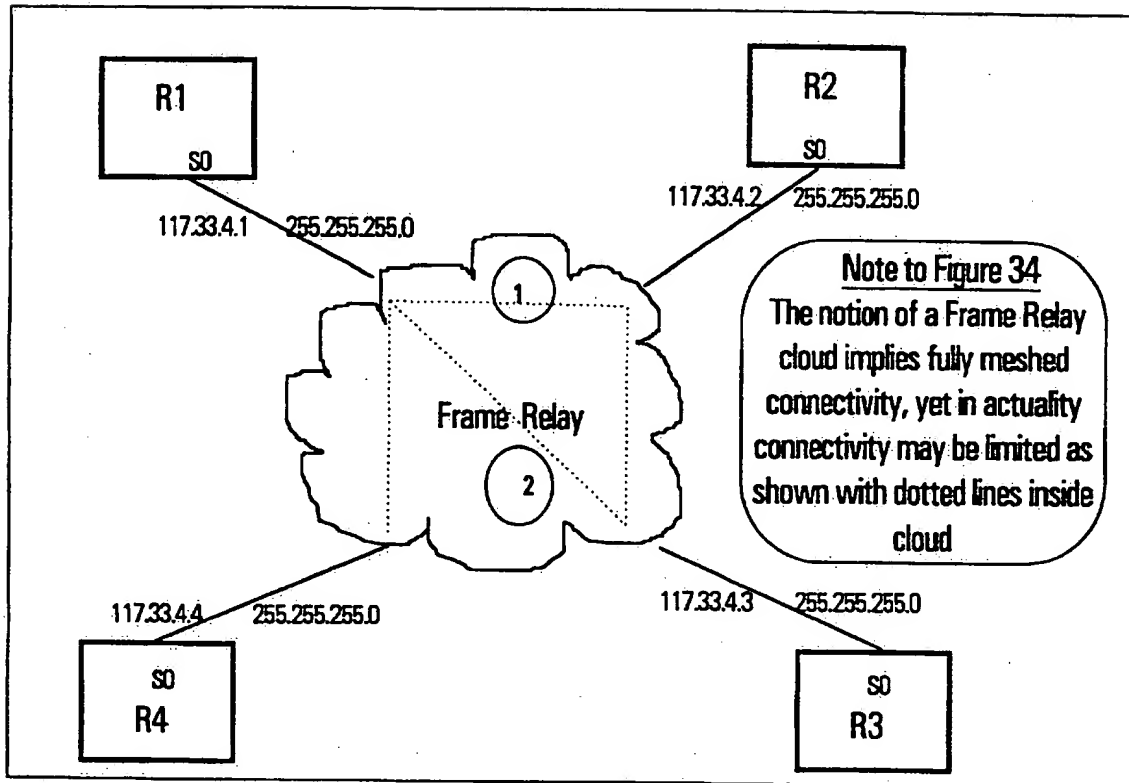 R1
S0
R2
S0
117.33.4.1 255.255.255.0
117.33.4.2 255.255.255.0
1
Frame Relay
2
Note to Figure 34
The notion of a Frame Relay
cloud implies fully meshed
connectivity, yet in actuality
connectivity may be limited as
shown with dotted lines inside
cloud
117.33.4.4 255.255.255.0
117.33.4.3 255.255.255.0
S0
R4
S0
R3